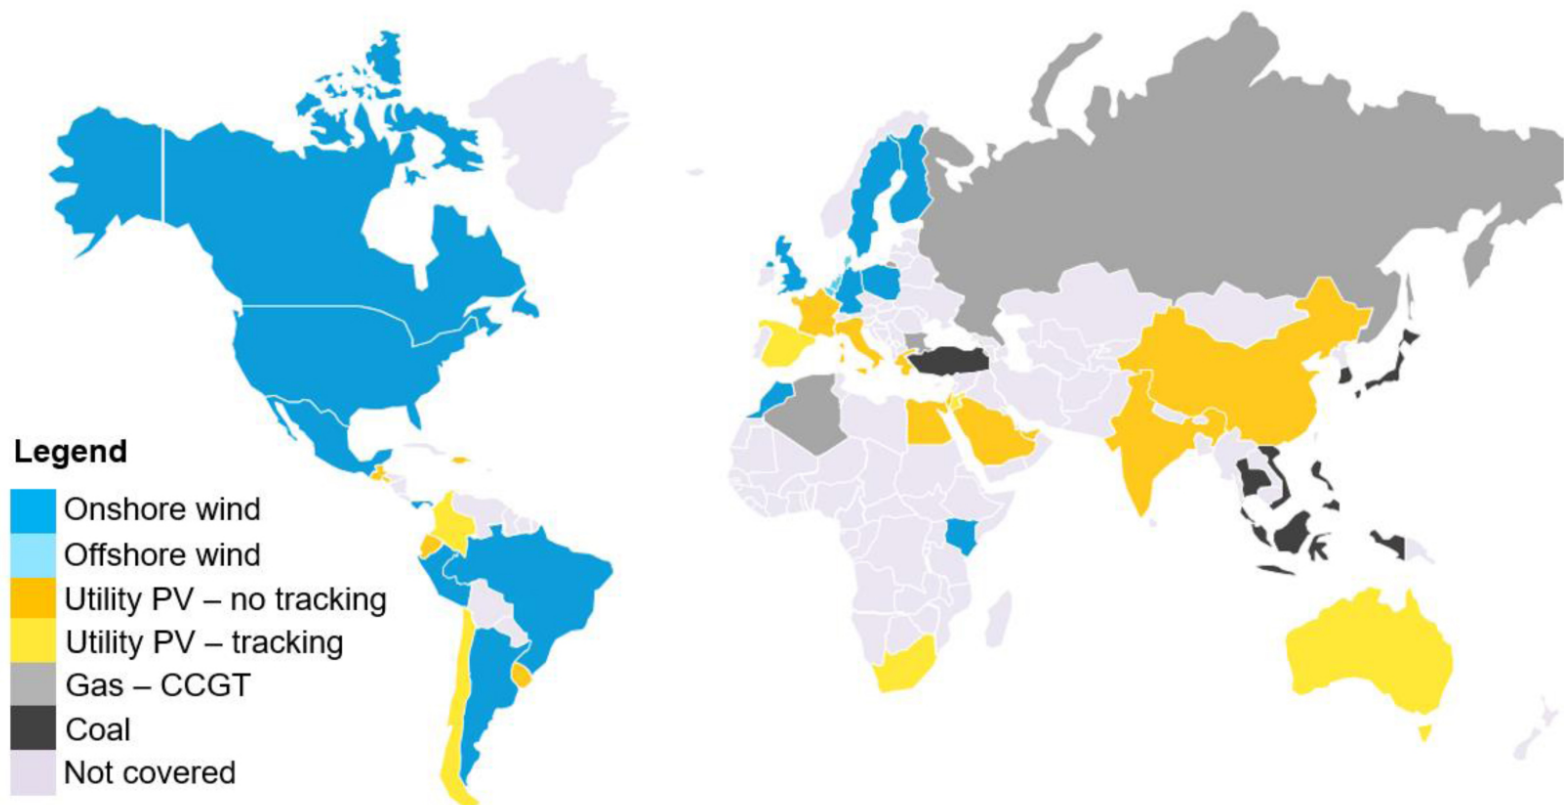 Legend
Onshore wind
Offshore wind
Utility PV – no tracking
Utility PV – tracking
Gas – CCGT
Coal
Not covered